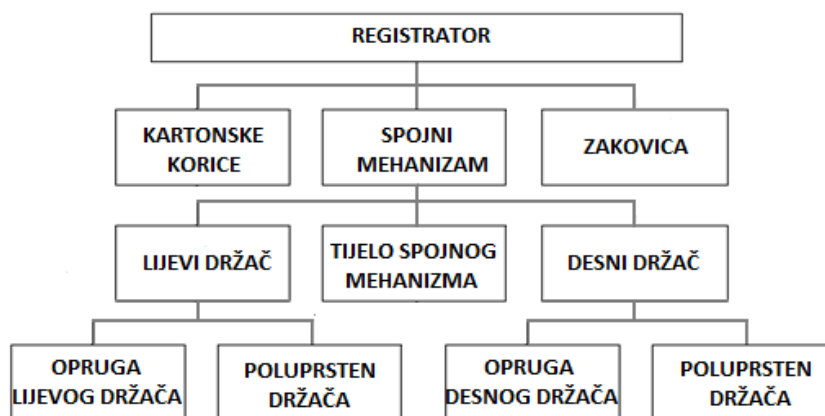 REGISTRATOR
KARTONSKE
KORICE
SPOJNI
MEHANIZAM
ZAKOVICA
LIJEVI DRŽAČ
TIJELO SPOJNOG
MEHANIZMA
DESNI DRŽAČ
OPRUGA
LIJEVOG DRŽAČA
POLUPRSTEN
DRŽAČA
OPRUGA
DESNOG DRŽAČA
POLUPRSTEN
DRŽAČA